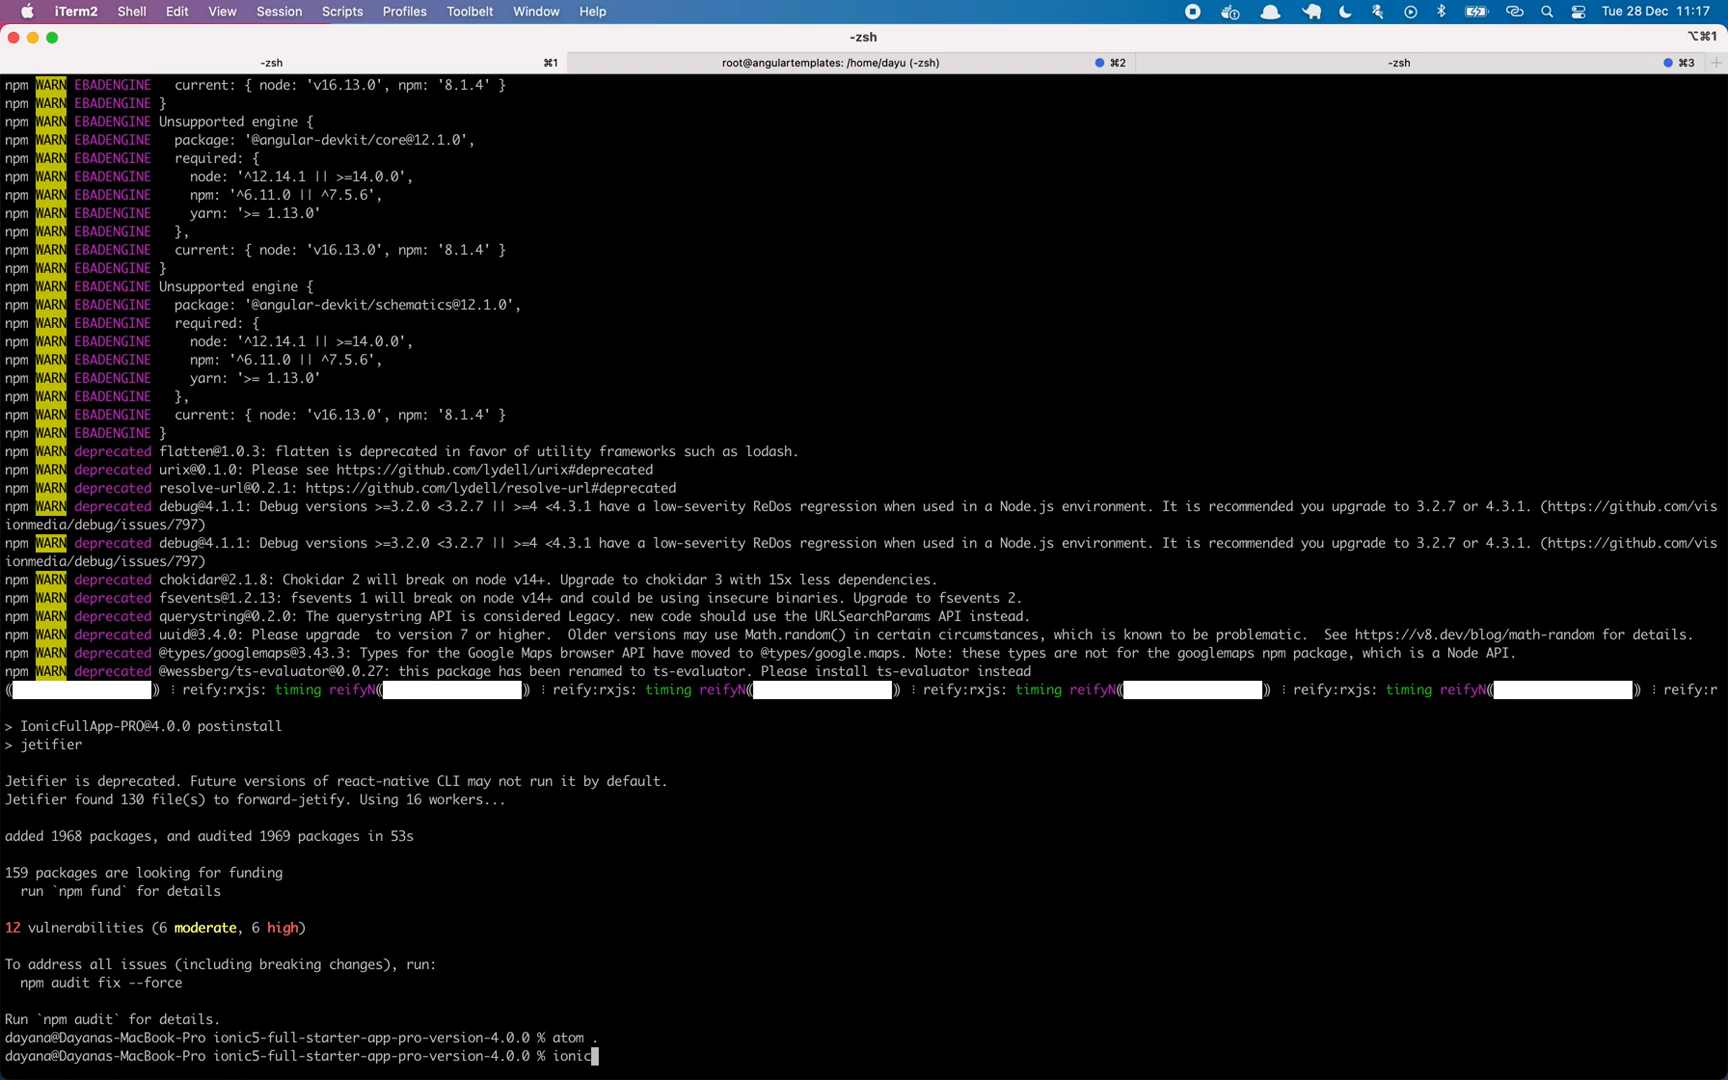 iTerm2 Shell Edit View Session Scripts Profiles Toolbelt Window Help Tue 28 Dec 11:17
-zsh ⌥⌘1
-zsh ⌘1 root@angulartemplates: /home/dayu (-zsh) ⌘2 -zsh ⌘3
npm WARN EBADENGINE   current: { node: 'v16.13.0', npm: '8.1.4' }
npm WARN EBADENGINE }
npm WARN EBADENGINE Unsupported engine {
npm WARN EBADENGINE   package: '@angular-devkit/core@12.1.0',
npm WARN EBADENGINE   required: {
npm WARN EBADENGINE     node: '^12.14.1 || >=14.0.0',
npm WARN EBADENGINE     npm: '^6.11.0 || ^7.5.6',
npm WARN EBADENGINE     yarn: '>= 1.13.0'
npm WARN EBADENGINE   },
npm WARN EBADENGINE   current: { node: 'v16.13.0', npm: '8.1.4' }
npm WARN EBADENGINE }
npm WARN EBADENGINE Unsupported engine {
npm WARN EBADENGINE   package: '@angular-devkit/schematics@12.1.0',
npm WARN EBADENGINE   required: {
npm WARN EBADENGINE     node: '^12.14.1 || >=14.0.0',
npm WARN EBADENGINE     npm: '^6.11.0 || ^7.5.6',
npm WARN EBADENGINE     yarn: '>= 1.13.0'
npm WARN EBADENGINE   },
npm WARN EBADENGINE   current: { node: 'v16.13.0', npm: '8.1.4' }
npm WARN EBADENGINE }
npm WARN deprecated flatten@1.0.3: flatten is deprecated in favor of utility frameworks such as lodash.
npm WARN deprecated urix@0.1.0: Please see https://github.com/lydell/urix#deprecated
npm WARN deprecated resolve-url@0.2.1: https://github.com/lydell/resolve-url#deprecated
npm WARN deprecated debug@4.1.1: Debug versions >=3.2.0 <3.2.7 || >=4 <4.3.1 have a low-severity ReDos regression when used in a Node.js environment. It is recommended you upgrade to 3.2.7 or 4.3.1. (https://github.com/vis
ionmedia/debug/issues/797)
npm WARN deprecated debug@4.1.1: Debug versions >=3.2.0 <3.2.7 || >=4 <4.3.1 have a low-severity ReDos regression when used in a Node.js environment. It is recommended you upgrade to 3.2.7 or 4.3.1. (https://github.com/vis
ionmedia/debug/issues/797)
npm WARN deprecated chokidar@2.1.8: Chokidar 2 will break on node v14+. Upgrade to chokidar 3 with 15x less dependencies.
npm WARN deprecated fsevents@1.2.13: fsevents 1 will break on node v14+ and could be using insecure binaries. Upgrade to fsevents 2.
npm WARN deprecated querystring@0.2.0: The querystring API is considered Legacy. new code should use the URLSearchParams API instead.
npm WARN deprecated uuid@3.4.0: Please upgrade  to version 7 or higher.  Older versions may use Math.random() in certain circumstances, which is known to be problematic.  See https://v8.dev/blog/math-random for details.
npm WARN deprecated @types/googlemaps@3.43.3: Types for the Google Maps browser API have moved to @types/google.maps. Note: these types are not for the googlemaps npm package, which is a Node API.
npm WARN deprecated @wessberg/ts-evaluator@0.0.27: this package has been renamed to ts-evaluator. Please install ts-evaluator instead
(                  ) ⠇ reify:rxjs: timing reifyN(                  ) ⠇ reify:rxjs: timing reifyN(                  ) ⠇ reify:rxjs: timing reifyN(                  ) ⠇ reify:rxjs: timing reifyN(                  ) ⠇ reify:r
> IonicFullApp-PRO@4.0.0 postinstall
> jetifier
Jetifier is deprecated. Future versions of react-native CLI may not run it by default.
Jetifier found 130 file(s) to forward-jetify. Using 16 workers...
added 1968 packages, and audited 1969 packages in 53s
159 packages are looking for funding
  run `npm fund` for details
12 vulnerabilities (6 moderate, 6 high)
To address all issues (including breaking changes), run:
  npm audit fix --force
Run `npm audit` for details.
dayana@Dayanas-MacBook-Pro ionic5-full-starter-app-pro-version-4.0.0 % atom .
dayana@Dayanas-MacBook-Pro ionic5-full-starter-app-pro-version-4.0.0 % ionic